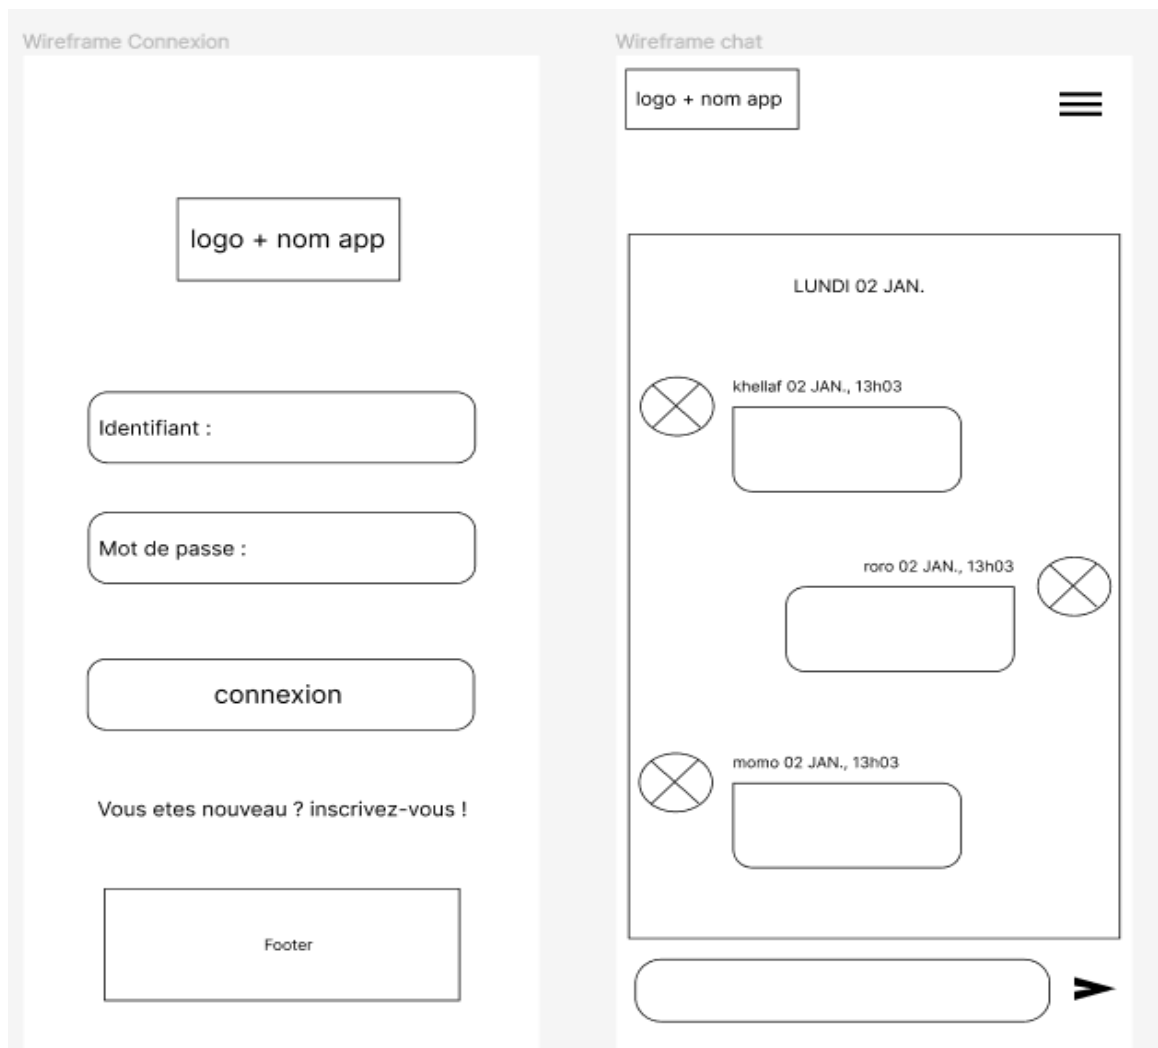 Wireframe Connexion
logo + nom app
Identifiant :
Mot de passe :
connexion
Vous etes nouveau ? inscrivez-vous !
Footer
Wireframe chat
logo + nom app
LUNDI 02 JAN.
khellaf 02 JAN., 13h03
roro 02 JAN., 13h03
momo 02 JAN., 13h03